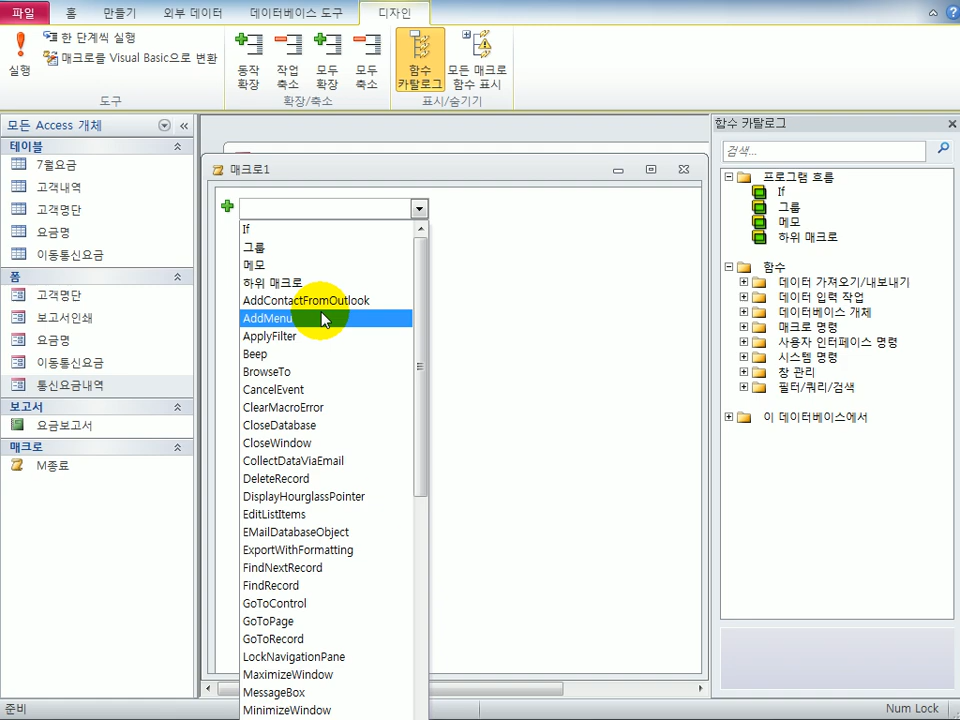 파일 홈 만들기 외부 데이터 데이터베이스 도구 디자인
실행
한 단계씩 실행
매크로를 Visual Basic으로 변환
도구
동작 확장
작업 축소
모두 확장
모두 축소
확장/축소
함수 카탈로그
모든 매크로 함수 표시
표시/숨기기
모든 Access 개체
테이블
7월요금
고객내역
고객명단
요금명
이동통신요금
폼
고객명단
보고서인쇄
요금명
이동통신요금
통신요금내역
보고서
요금보고서
매크로
M종료
매크로1
If
그룹
메모
하위 매크로
AddContactFromOutlook
AddMenu
ApplyFilter
Beep
BrowseTo
CancelEvent
ClearMacroError
CloseDatabase
CloseWindow
CollectDataViaEmail
DeleteRecord
DisplayHourglassPointer
EditListItems
EMailDatabaseObject
ExportWithFormatting
FindNextRecord
FindRecord
GoToControl
GoToPage
GoToRecord
LockNavigationPane
MaximizeWindow
MessageBox
MinimizeWindow
함수 카탈로그
검색...
프로그램 흐름
If
그룹
메모
하위 매크로
함수
데이터 가져오기/내보내기
데이터 입력 작업
데이터베이스 개체
매크로 명령
사용자 인터페이스 명령
시스템 명령
창 관리
필터/쿼리/검색
이 데이터베이스에서
준비
Num Lock